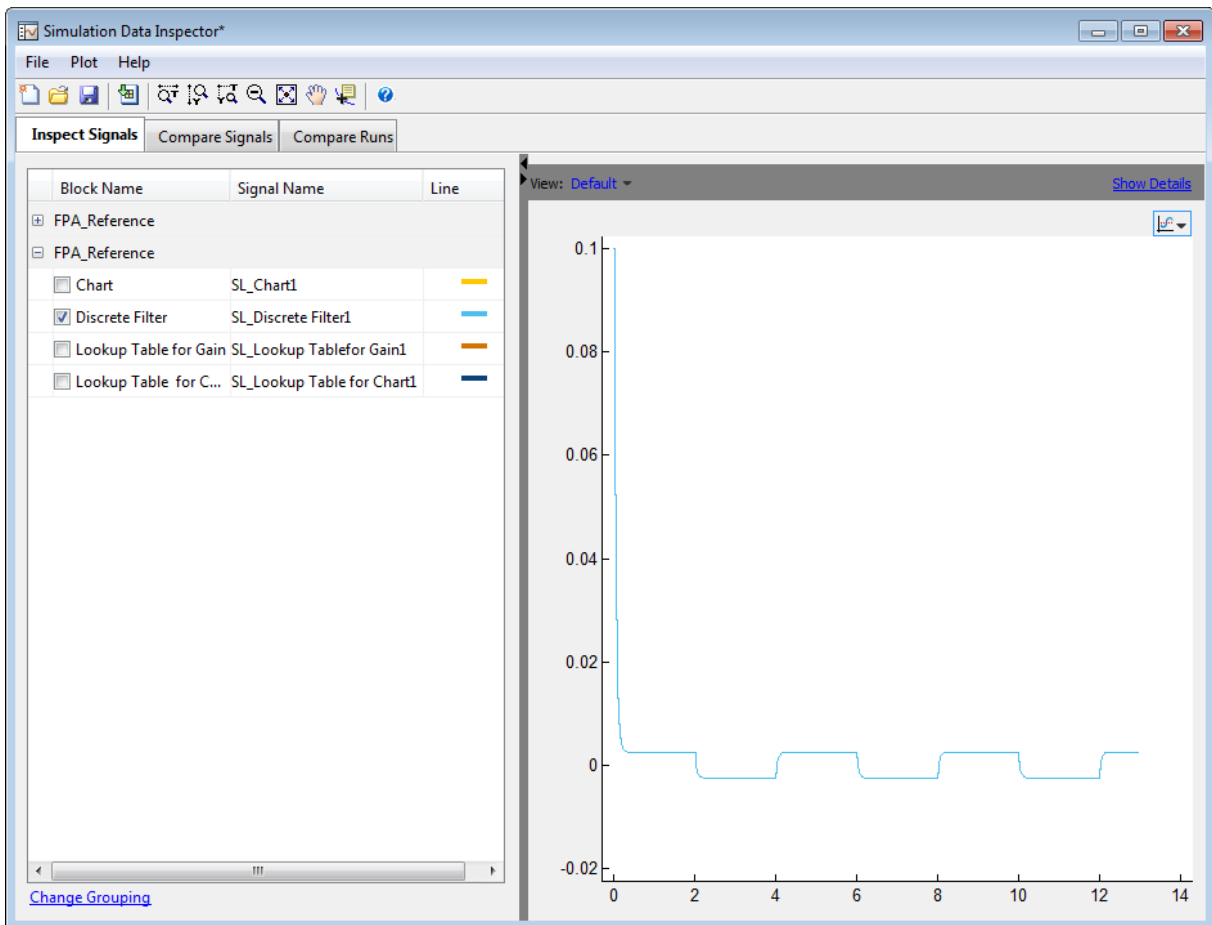 Simulation Data Inspector*
File Plot Help
Inspect Signals Compare Signals Compare Runs
Block Name Signal Name Line
FPA_Reference
FPA_Reference
Chart SL_Chart1
Discrete Filter SL_Discrete Filter1
Lookup Table for Gain SL_Lookup Tablefor Gain1
Lookup Table for C... SL_Lookup Table for Chart1
Change Grouping
View: Default Show Details
0.1
0.08
0.06
0.04
0.02
0
-0.02
0 2 4 6 8 10 12 14